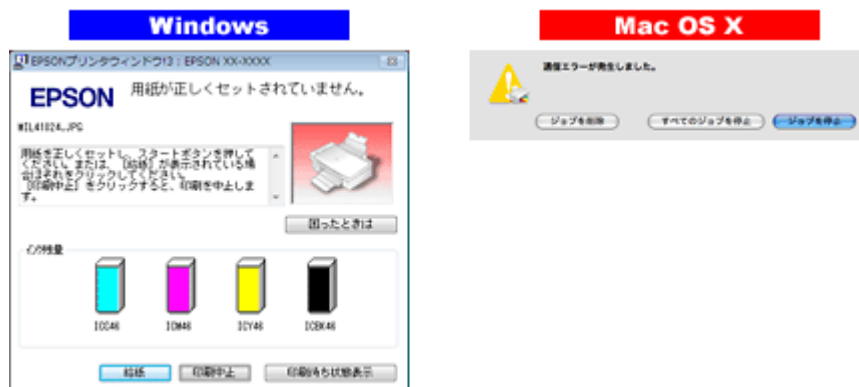 Windows
EPSONプリンタウィンドウ!3 : EPSON XX-XXXX
EPSON
用紙が正しくセットされていません。
MIL41024.JPG
用紙を正しくセットし、スタートボタンを押して
ください。または、[給紙]が表示されている場
合はそれをクリックしてください。
[印刷中止]をクリックすると、印刷を中止しま
す。
困ったときは
インク残量
ICC46
ICM46
ICY46
ICBK46
給紙
印刷中止
印刷待ち状態表示
Mac OS X
通信エラーが発生しました。
ジョブを削除
すべてのジョブを停止
ジョブを停止